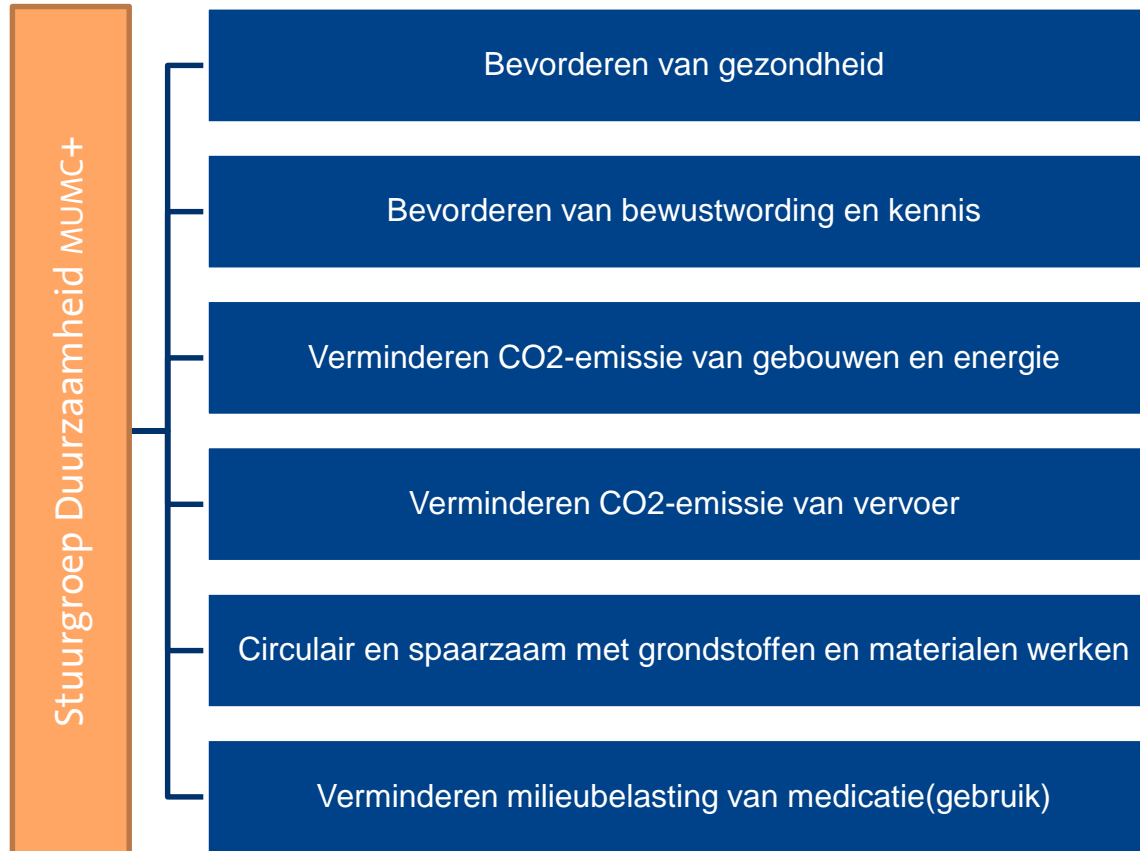 Stuurgroep Duurzaamheid MUMC+
Bevorderen van gezondheid
Bevorderen van bewustwording en kennis
Verminderen CO2-emissie van gebouwen en energie
Verminderen CO2-emissie van vervoer
Circulair en spaarzaam met grondstoffen en materialen werken
Verminderen milieubelasting van medicatie(gebruik)